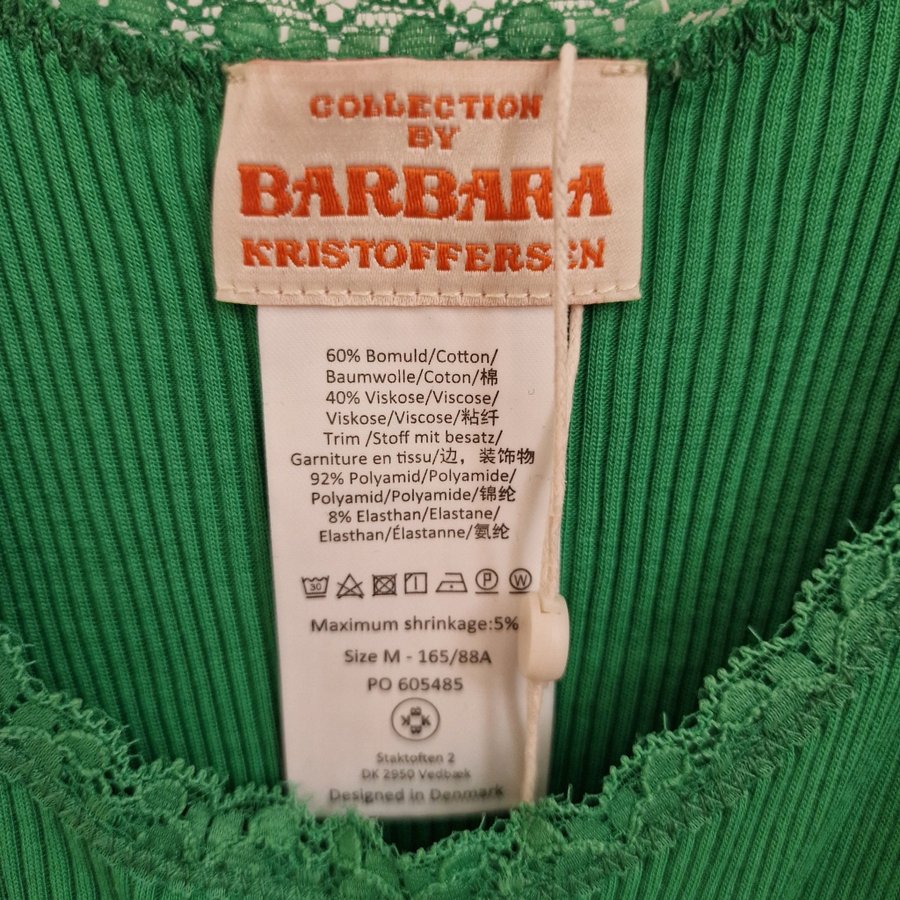 COLLECTION
BY
BARBARA
KRISTOFFERSEN
60% Bomuld/Cotton/
Baumwolle/Coton/棉
40% Viskose/Viscose/
Viskose/Viscose/粘纤
Trim /Stoff mit besatz/
Garniture en tissu/边，装饰物
92% Polyamid/Polyamide/
Polyamid/Polyamide/锦纶
8% Elasthan/Elastane/
Elasthan/Élastanne/氨纶
30 P W
Maximum shrinkage:5%
Size M - 165/88A
PO 605485
Staktoften 2
DK 2950 Vedbæk
Designed in Denmark